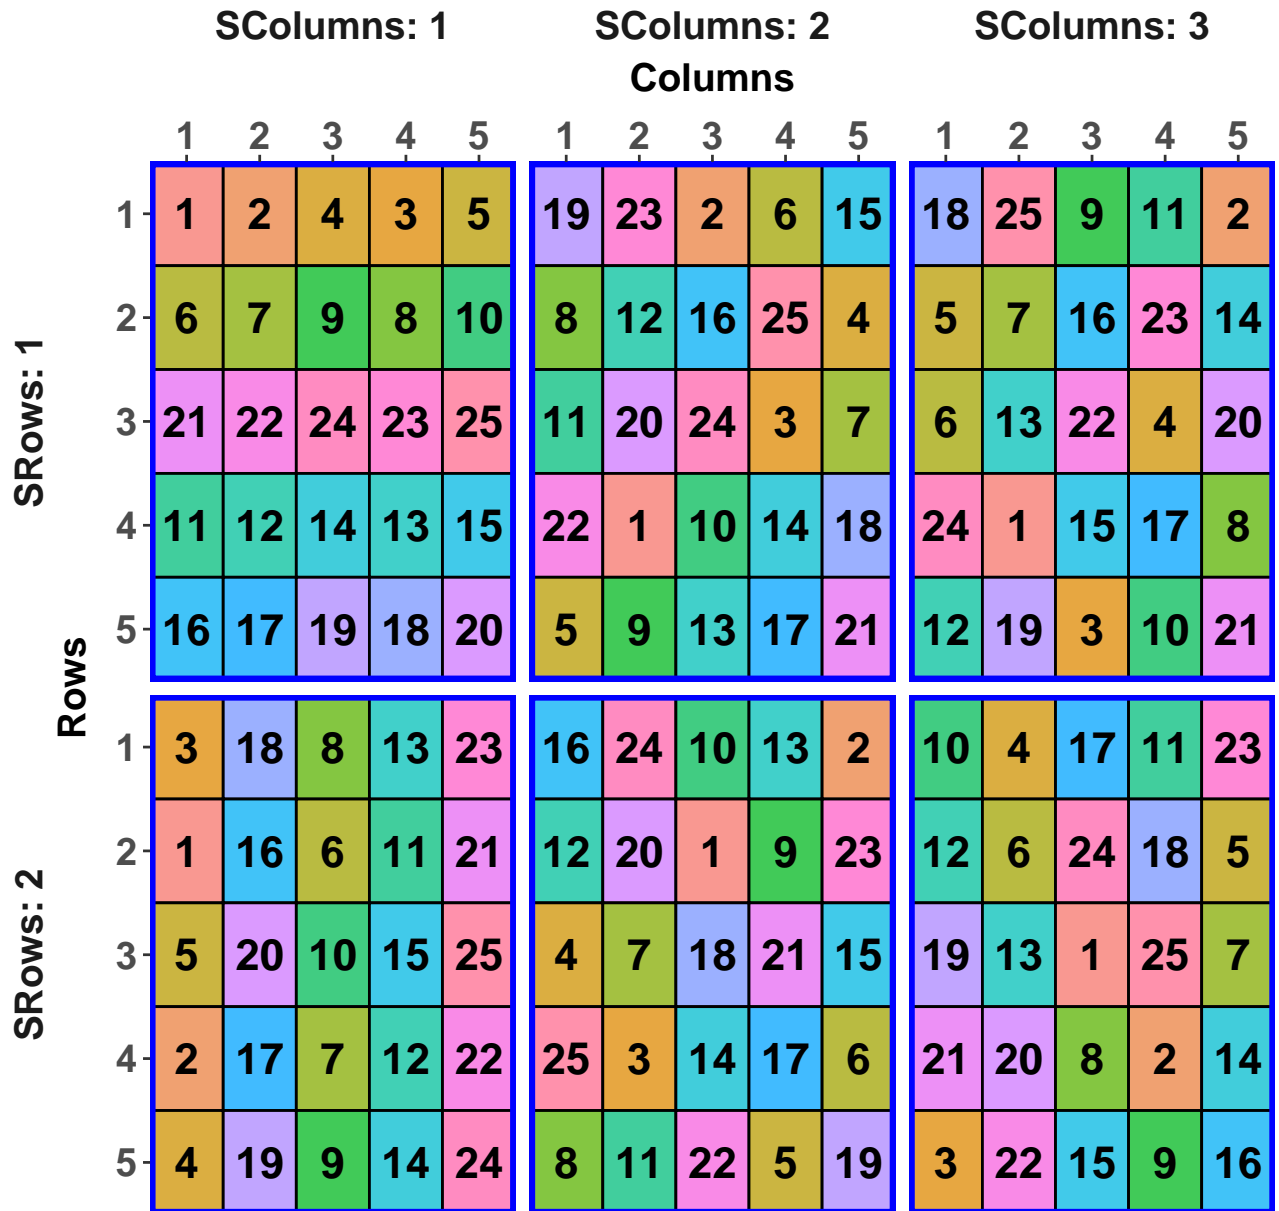 SColumns: 1 SColumns: 2 SColumns: 3
Columns
1 2 3 4 5 1 2 3 4 5 1 2 3 4 5
SRows: 1
1 1 2 4 3 5 19 23 2 6 15 18 25 9 11 2
2 6 7 9 8 10 8 12 16 25 4 5 7 16 23 14
3 21 22 24 23 25 11 20 24 3 7 6 13 22 4 20
4 11 12 14 13 15 22 1 10 14 18 24 1 15 17 8
5 16 17 19 18 20 5 9 13 17 21 12 19 3 10 21
Rows
SRows: 2
1 3 18 8 13 23 16 24 10 13 2 10 4 17 11 23
2 1 16 6 11 21 12 20 1 9 23 12 6 24 18 5
3 5 20 10 15 25 4 7 18 21 15 19 13 1 25 7
4 2 17 7 12 22 25 3 14 17 6 21 20 8 2 14
5 4 19 9 14 24 8 11 22 5 19 3 22 15 9 16